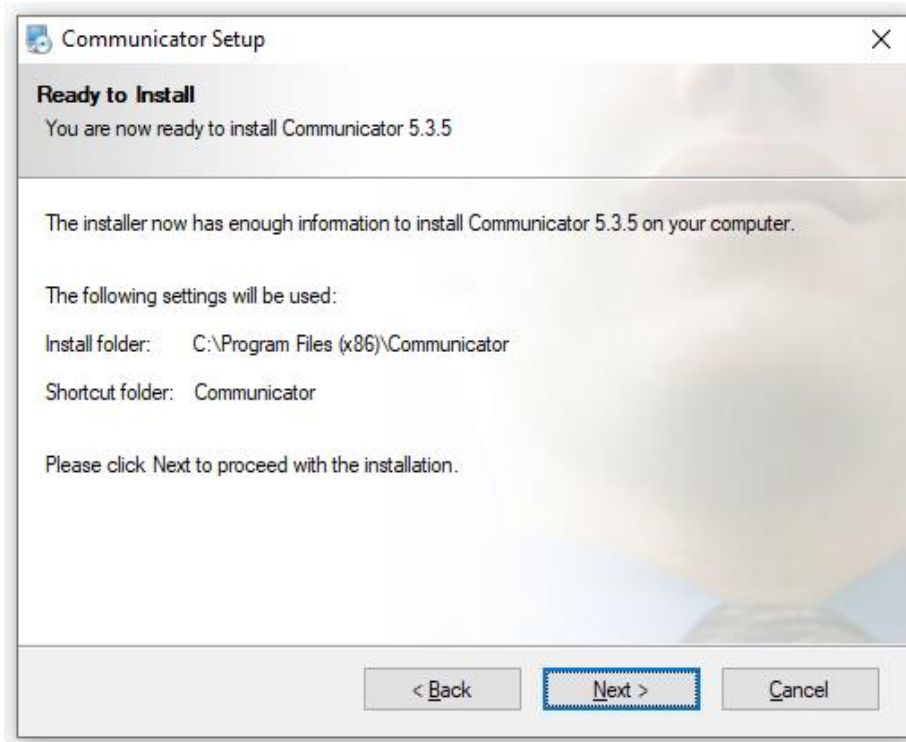 Communicator Setup
Ready to Install
You are now ready to install Communicator 5.3.5
The installer now has enough information to install Communicator 5.3.5 on your computer.
The following settings will be used:
Install folder: C:\Program Files (x86)\Communicator
Shortcut folder: Communicator
Please click Next to proceed with the installation.
< Back Next > Cancel